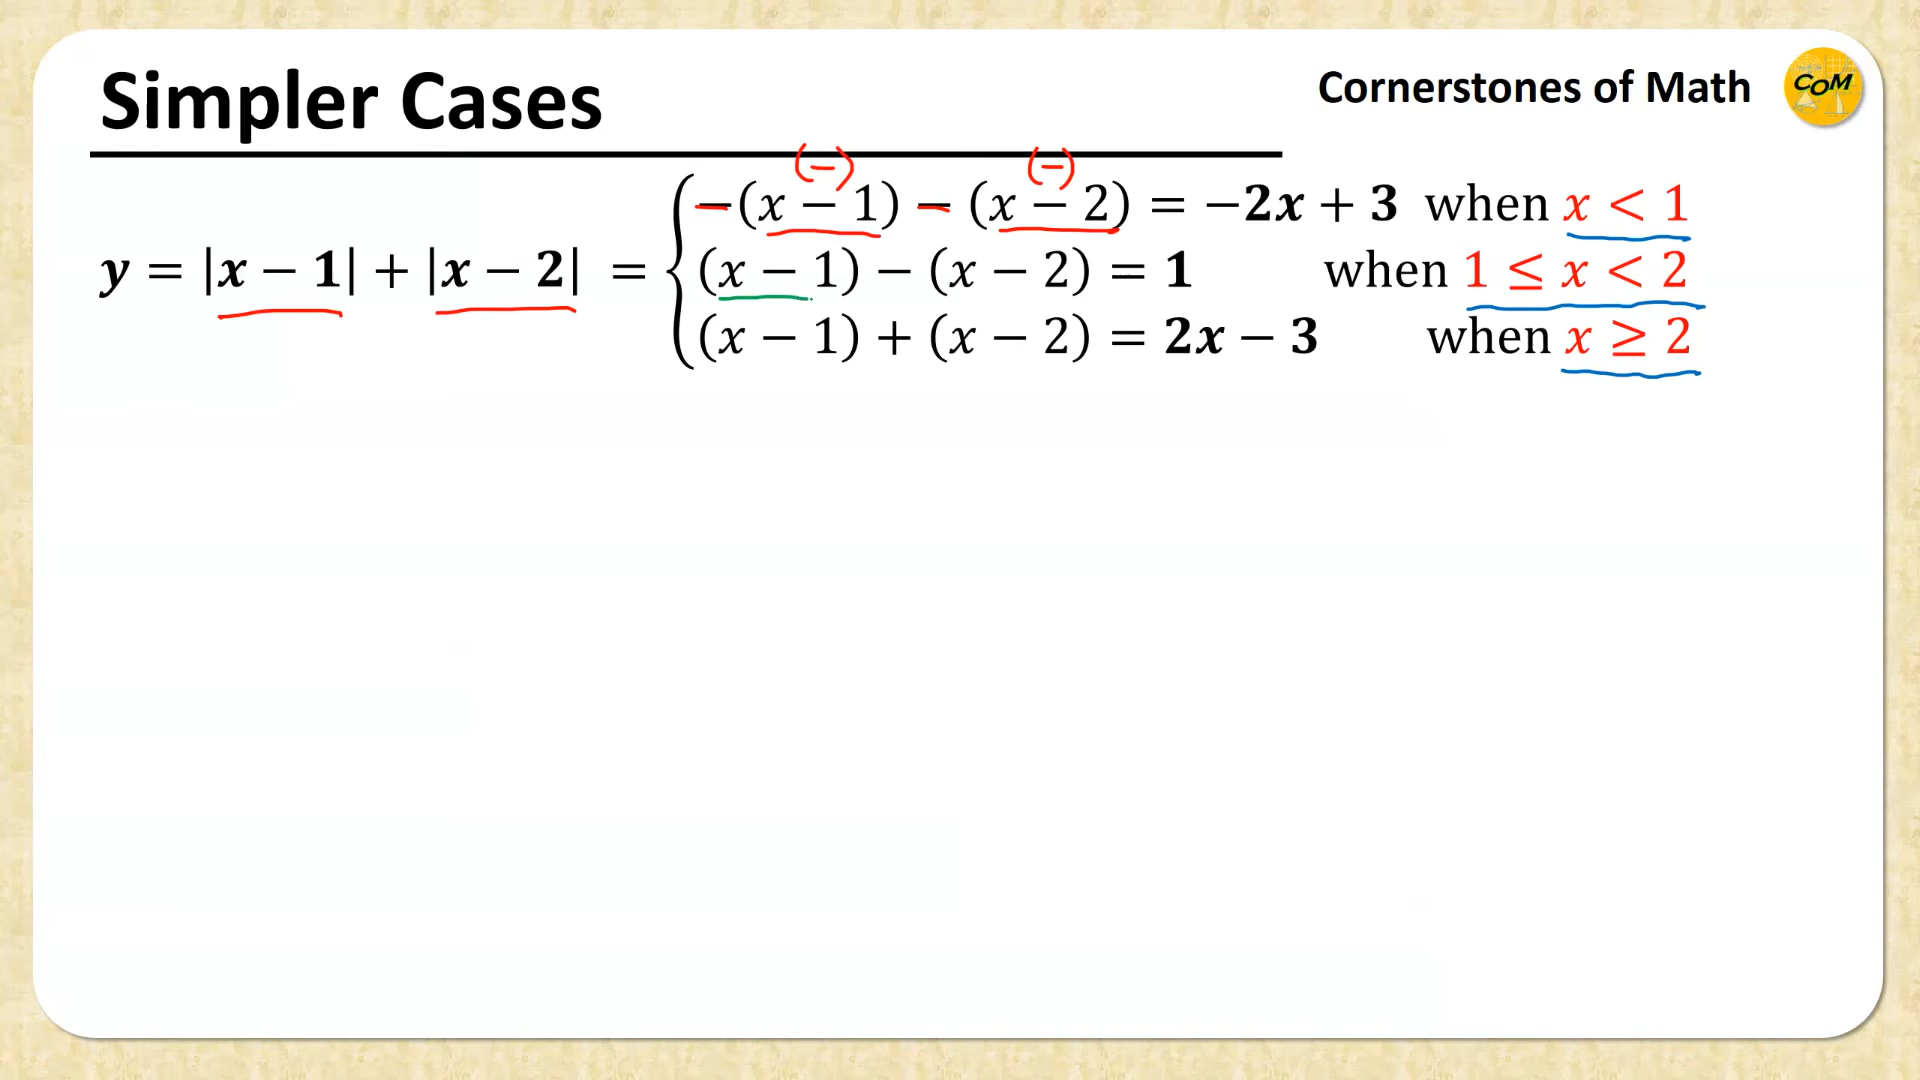 Simpler Cases
Cornerstones of Math
COM
(−) (−)
−(x − 1) − (x − 2) = −2x + 3 when x < 1
y = |x − 1| + |x − 2| = { (x − 1) − (x − 2) = 1 when 1 ≤ x < 2
(x − 1) + (x − 2) = 2x − 3 when x ≥ 2